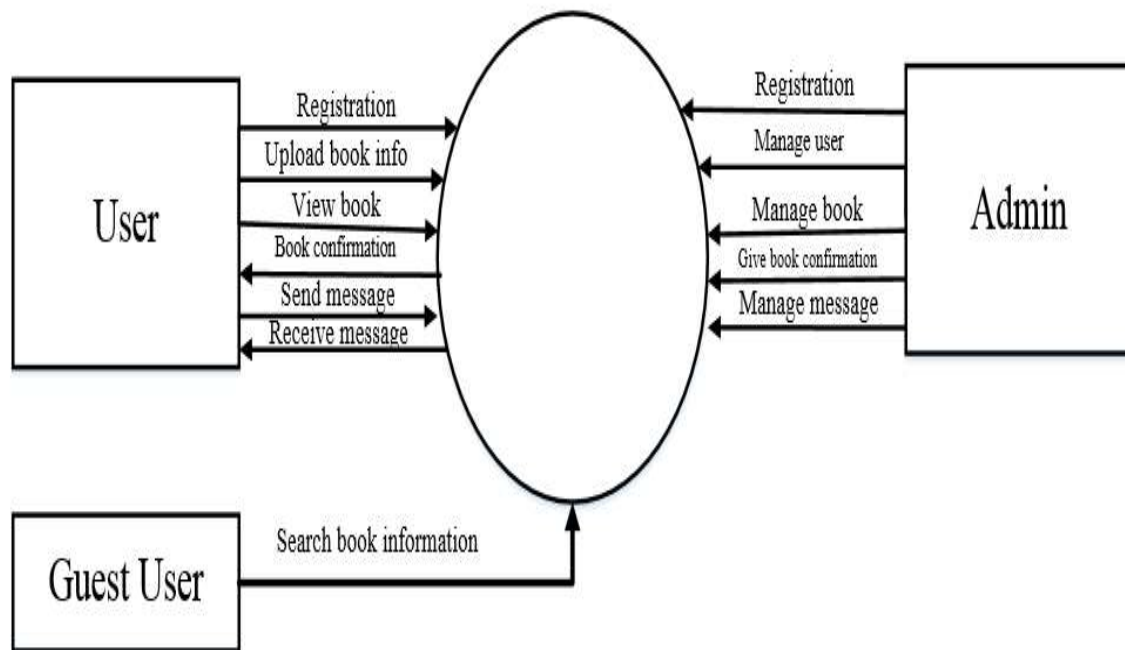 Registration
Upload book info
View book
Book confirmation
Send message
Receive message
User
Registration
Manage user
Manage book
Give book confirmation
Manage message
Admin
Search book information
Guest User